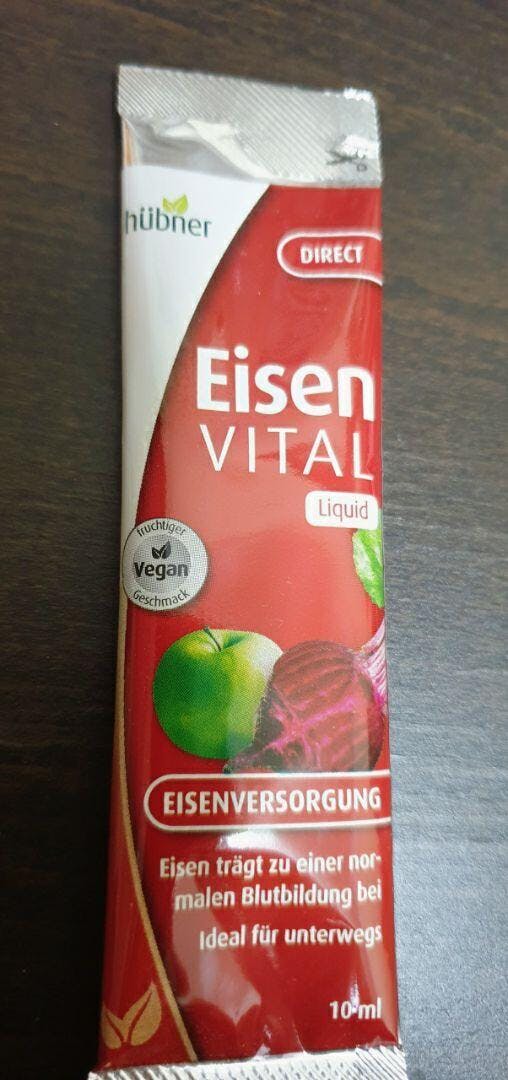 hübner
DIRECT
Eisen
VITAL
Liquid
fruchtiger
Vegan
Geschmack
EISENVERSORGUNG
Eisen trägt zu einer nor-
malen Blutbildung bei
Ideal für unterwegs
10 ml